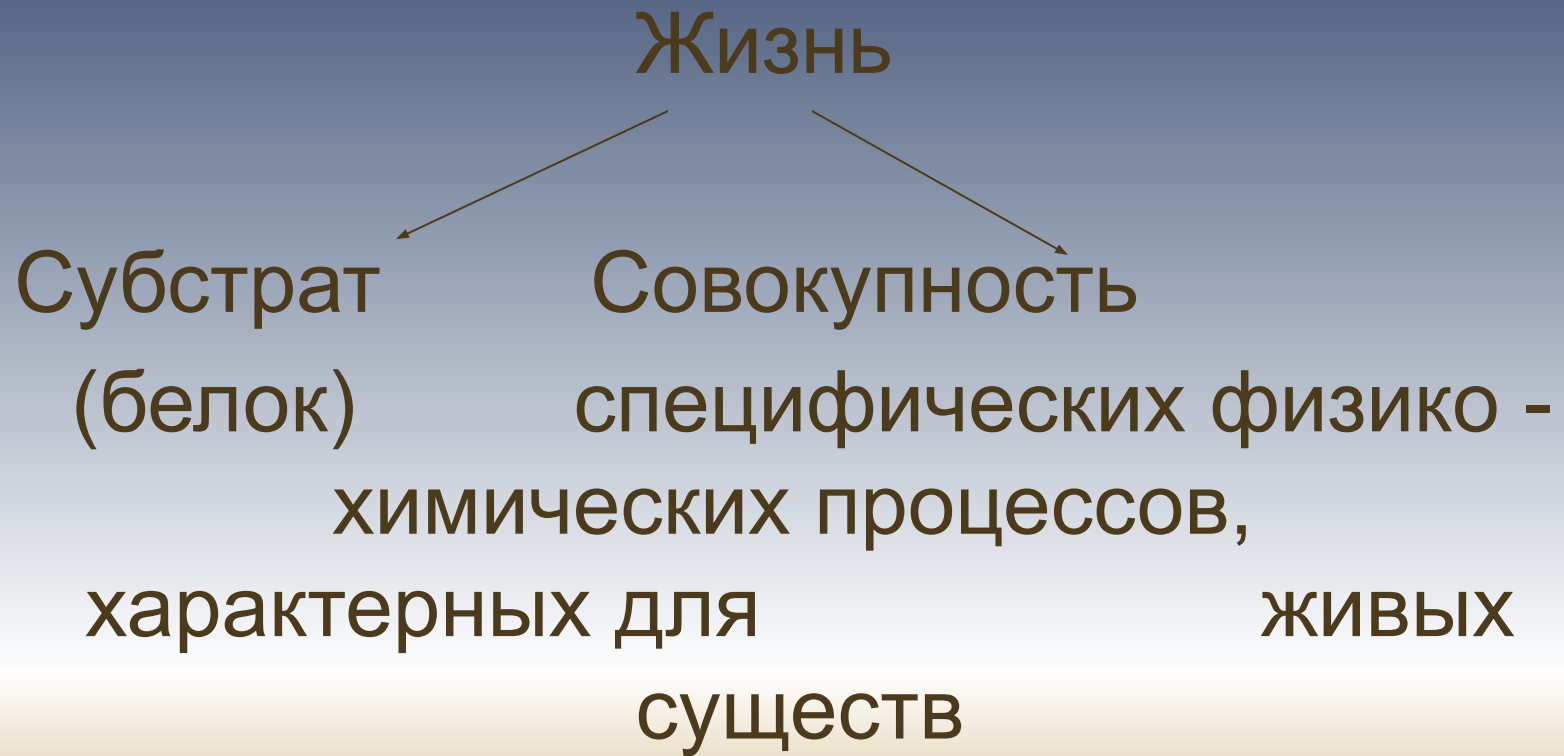 Жизнь
Субстрат Совокупность
(белок) специфических физико -
химических процессов,
характерных для живых
существ